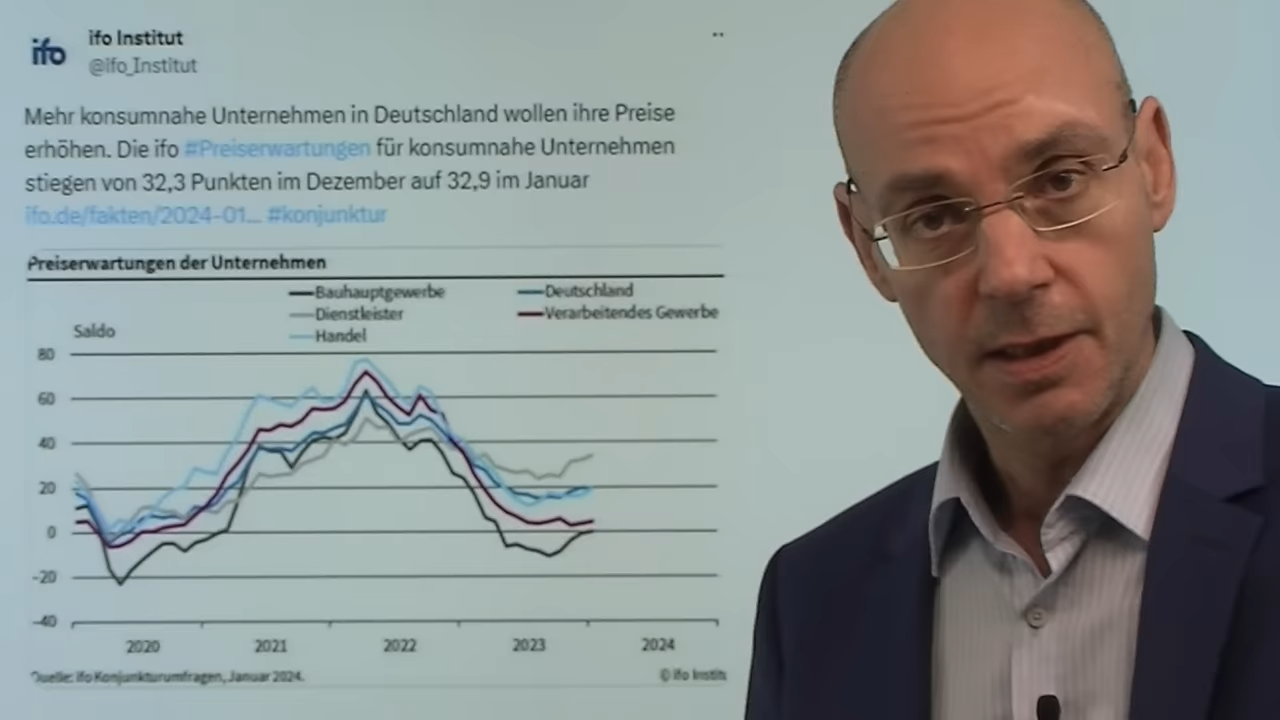 ifo
ifo Institut
@ifo_Institut
Mehr konsumnahe Unternehmen in Deutschland wollen ihre Preise
erhöhen. Die ifo #Preiserwartungen für konsumnahe Unternehmen
stiegen von 32,3 Punkten im Dezember auf 32,9 im Januar
ifo.de/fakten/2024-01... #konjunktur
Preiserwartungen der Unternehmen
Bauhauptgewerbe
Deutschland
Dienstleister
Verarbeitendes Gewerbe
Handel
Saldo
80
60
40
20
0
-20
-40
2020 2021 2022 2023 2024
Quelle: ifo Konjunkturumfragen, Januar 2024.
© ifo Instit